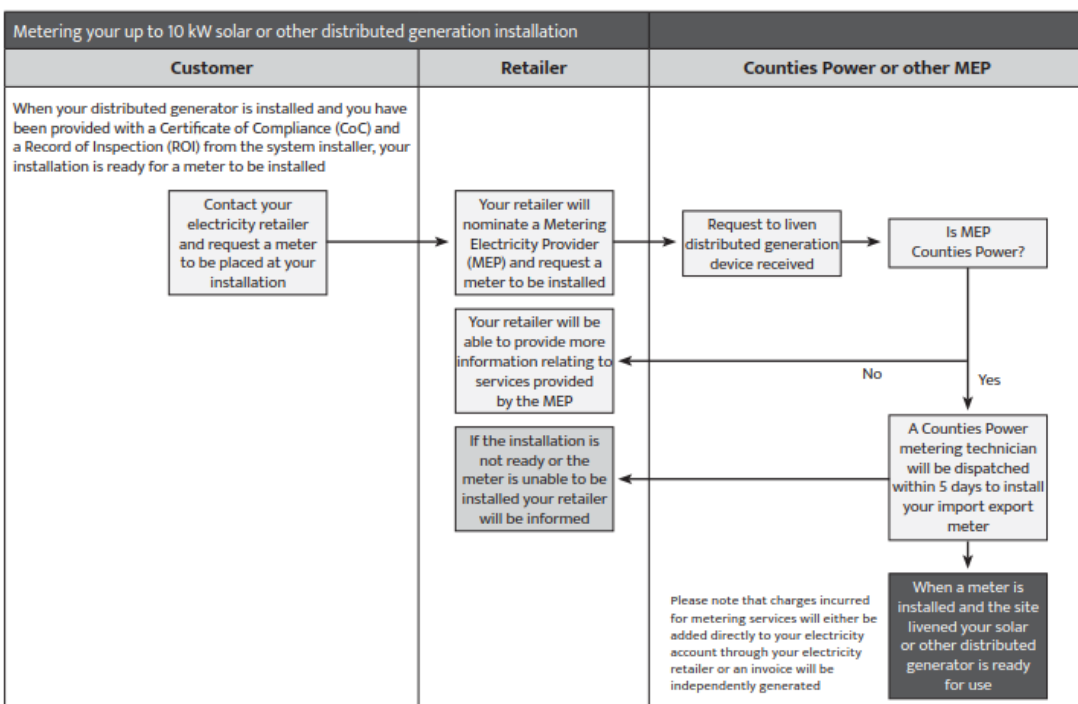 Metering your up to 10 kW solar or other distributed generation installation
Customer
Retailer
Counties Power or other MEP
When your distributed generator is installed and you have
been provided with a Certificate of Compliance (CoC) and
a Record of Inspection (ROI) from the system installer, your
installation is ready for a meter to be installed
Contact your
electricity retailer
and request a meter
to be placed at your
installation
Your retailer will
nominate a Metering
Electricity Provider
(MEP) and request a
meter to be installed
Request to liven
distributed generation
device received
Is MEP
Counties Power?
Your retailer will be
able to provide more
information relating to
services provided
by the MEP
No
Yes
If the installation is
not ready or the
meter is unable to be
installed your retailer
will be informed
A Counties Power
metering technician
will be dispatched
within 5 days to install
your import export
meter
Please note that charges incurred
for metering services will either be
added directly to your electricity
account through your electricity
retailer or an invoice will be
independently generated
When a meter is
installed and the site
livened your solar
or other distributed
generator is ready
for use